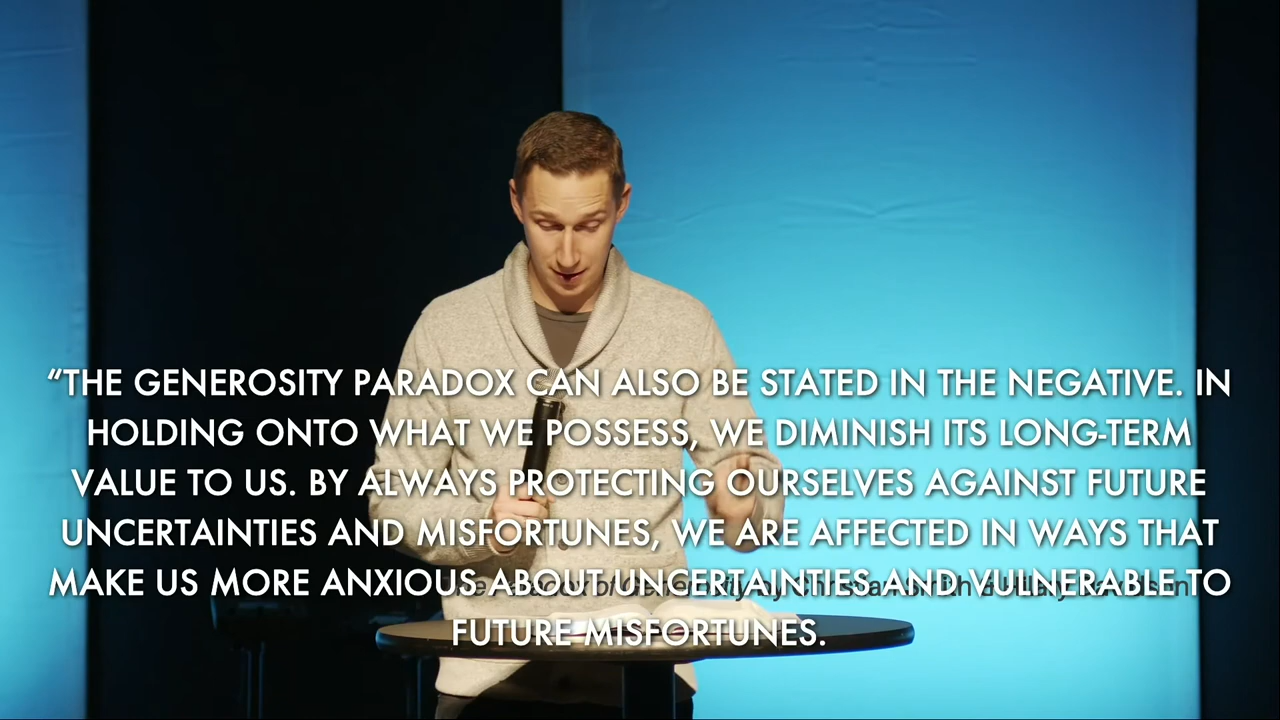 “THE GENEROSITY PARADOX CAN ALSO BE STATED IN THE NEGATIVE. IN
HOLDING ONTO WHAT WE POSSESS, WE DIMINISH ITS LONG-TERM
VALUE TO US. BY ALWAYS PROTECTING OURSELVES AGAINST FUTURE
UNCERTAINTIES AND MISFORTUNES, WE ARE AFFECTED IN WAYS THAT
MAKE US MORE ANXIOUS ABOUT UNCERTAINTIES AND VULNERABLE TO
of by
FUTURE MISFORTUNES.